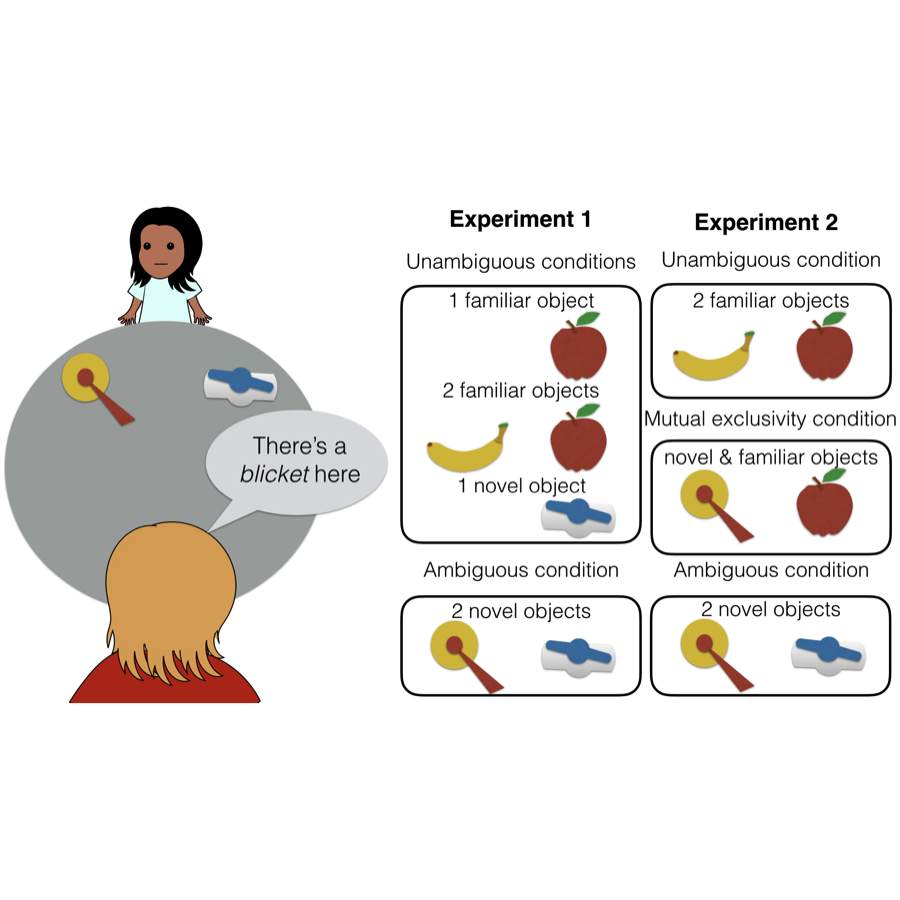 There's a
blicket here
Experiment 1
Unambiguous conditions
1 familiar object
2 familiar objects
1 novel object
Ambiguous condition
2 novel objects
Experiment 2
Unambiguous condition
2 familiar objects
Mutual exclusivity condition
novel & familiar objects
Ambiguous condition
2 novel objects